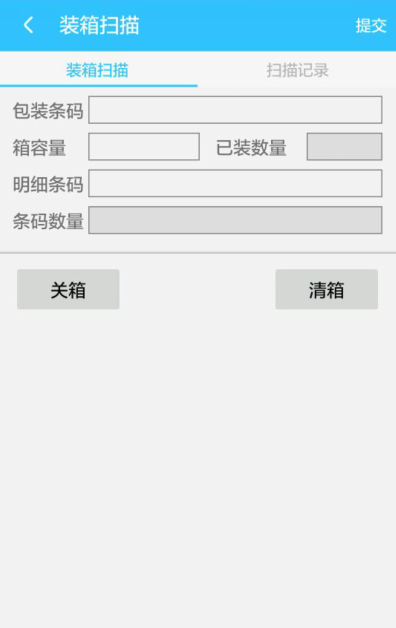 装箱扫描 提交
装箱扫描 扫描记录
包装条码
箱容量 已装数量
明细条码
条码数量
关箱 清箱